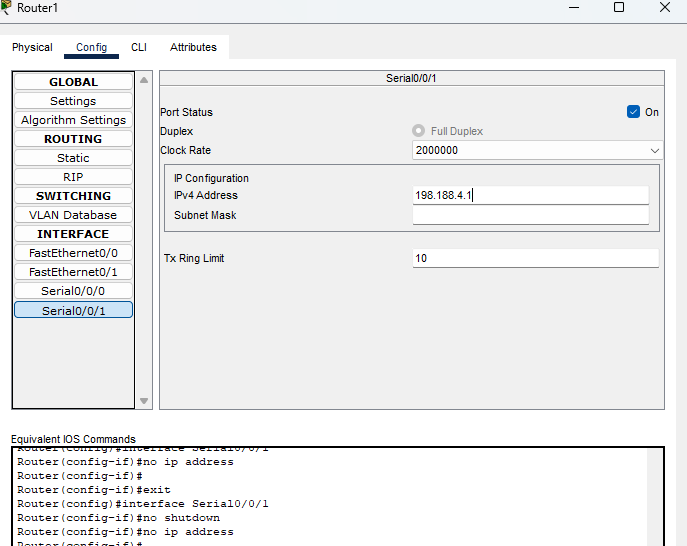 Router1
Physical Config CLI Attributes
GLOBAL
Settings
Algorithm Settings
ROUTING
Static
RIP
SWITCHING
VLAN Database
INTERFACE
FastEthernet0/0
FastEthernet0/1
Serial0/0/0
Serial0/0/1
Serial0/0/1
Port Status On
Duplex Full Duplex
Clock Rate 2000000
IP Configuration
IPv4 Address 198.188.4.1
Subnet Mask
Tx Ring Limit 10
Equivalent IOS Commands
Router(config)#interface Serial0/0/1
Router(config-if)#no ip address
Router(config-if)#
Router(config-if)#exit
Router(config)#interface Serial0/0/1
Router(config-if)#no shutdown
Router(config-if)#no ip address
Router(config-if)#